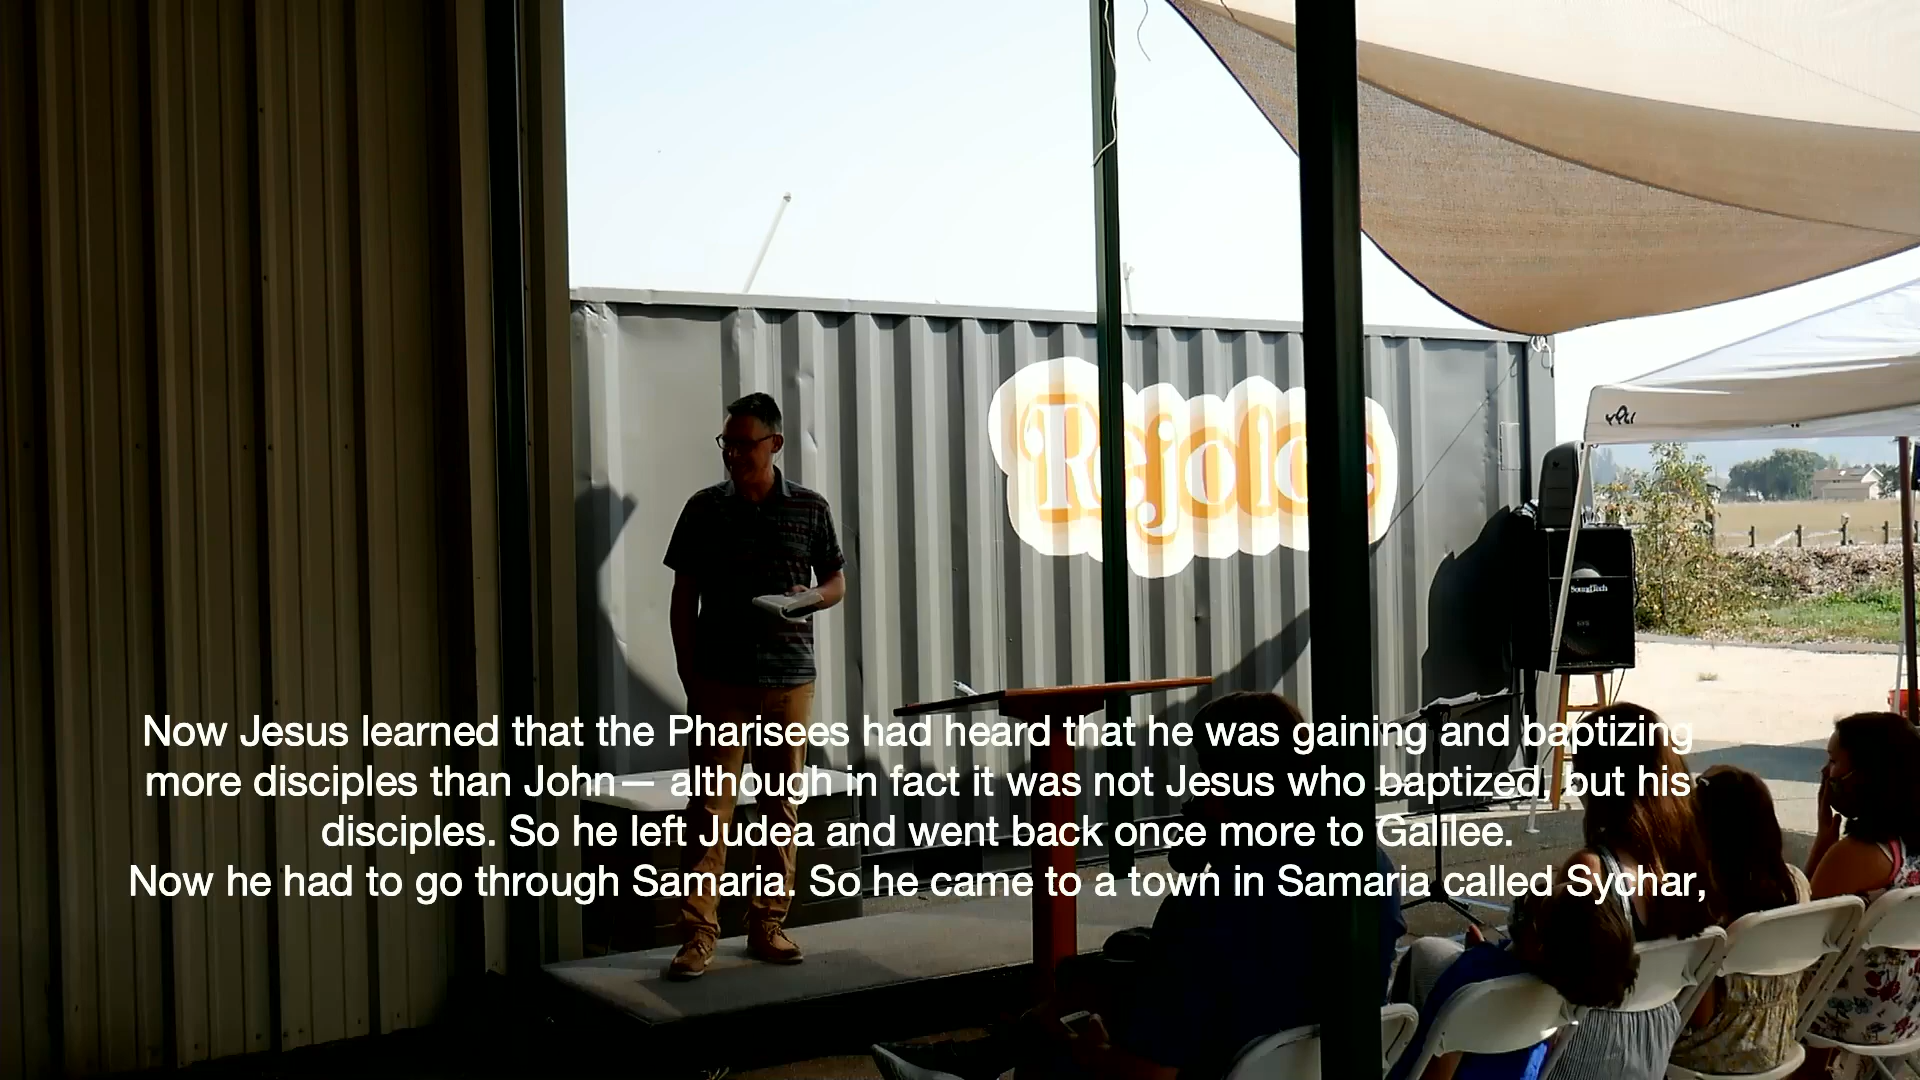 Rejoice
SoundTech
Now Jesus learned that the Pharisees had heard that he was gaining and baptizing
more disciples than John— although in fact it was not Jesus who baptized, but his
disciples. So he left Judea and went back once more to Galilee.
Now he had to go through Samaria. So he came to a town in Samaria called Sychar,